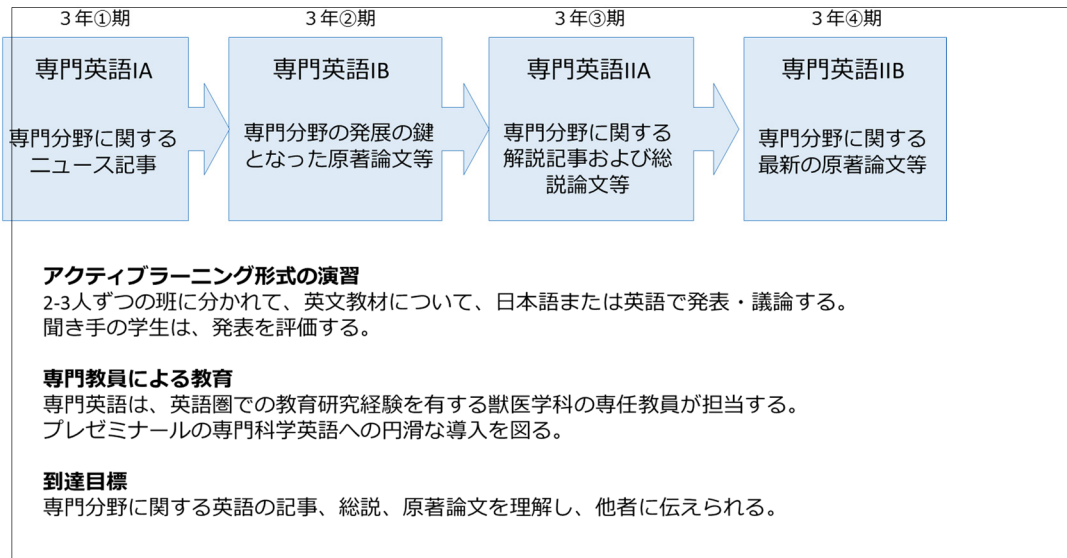 ３年①期
３年②期
３年③期
３年④期
専門英語IA
専門分野に関する
ニュース記事
専門英語IB
専門分野の発展の鍵
となった原著論文等
専門英語IIA
専門分野に関する
解説記事および総
説論文等
専門英語IIB
専門分野に関する
最新の原著論文等
アクティブラーニング形式の演習
2-3人ずつの班に分かれて、英文教材について、日本語または英語で発表・議論する。
聞き手の学生は、発表を評価する。
専門教員による教育
専門英語は、英語圏での教育研究経験を有する獣医学科の専任教員が担当する。
プレゼミナールの専門科学英語への円滑な導入を図る。
到達目標
専門分野に関する英語の記事、総説、原著論文を理解し、他者に伝えられる。